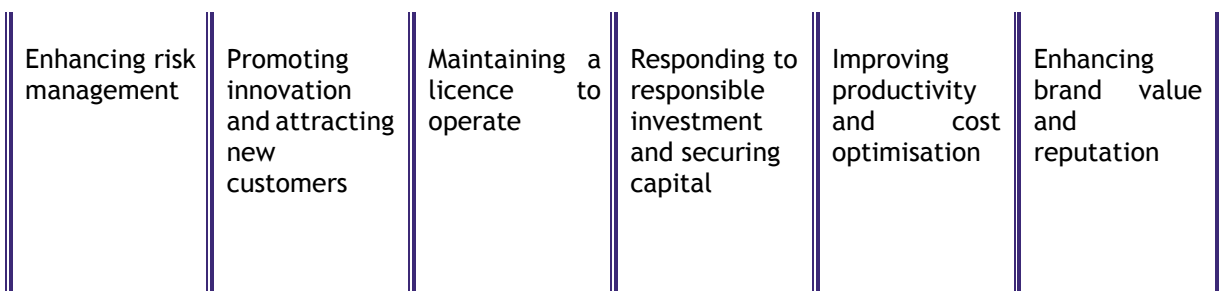 Enhancing risk
management
Promoting
innovation
and attracting
new
customers
Maintaining a
licence to
operate
Responding to
responsible
investment
and securing
capital
Improving
productivity
and cost
optimisation
Enhancing
brand value
and
reputation